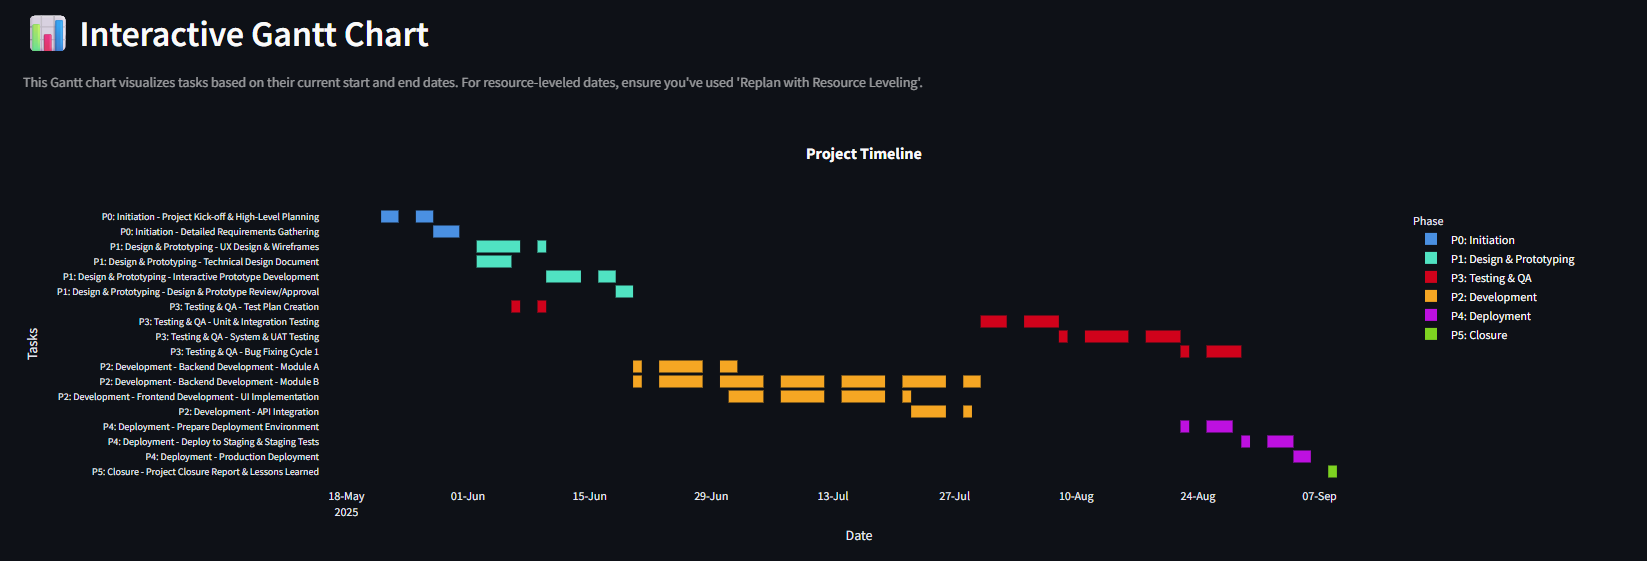 Interactive Gantt Chart
This Gantt chart visualizes tasks based on their current start and end dates. For resource-leveled dates, ensure you've used 'Replan with Resource Leveling'.
Project Timeline
P0: Initiation - Project Kick-off & High-Level Planning
P0: Initiation - Detailed Requirements Gathering
P1: Design & Prototyping - UX Design & Wireframes
P1: Design & Prototyping - Technical Design Document
P1: Design & Prototyping - Interactive Prototype Development
P1: Design & Prototyping - Design & Prototype Review/Approval
P3: Testing & QA - Test Plan Creation
P3: Testing & QA - Unit & Integration Testing
P3: Testing & QA - System & UAT Testing
P3: Testing & QA - Bug Fixing Cycle 1
P2: Development - Backend Development - Module A
P2: Development - Backend Development - Module B
P2: Development - Frontend Development - UI Implementation
P2: Development - API Integration
P4: Deployment - Prepare Deployment Environment
P4: Deployment - Deploy to Staging & Staging Tests
P4: Deployment - Production Deployment
P5: Closure - Project Closure Report & Lessons Learned
Tasks
18-May 01-Jun 15-Jun 29-Jun 13-Jul 27-Jul 10-Aug 24-Aug 07-Sep
2025
Date
Phase
P0: Initiation
P1: Design & Prototyping
P3: Testing & QA
P2: Development
P4: Deployment
P5: Closure